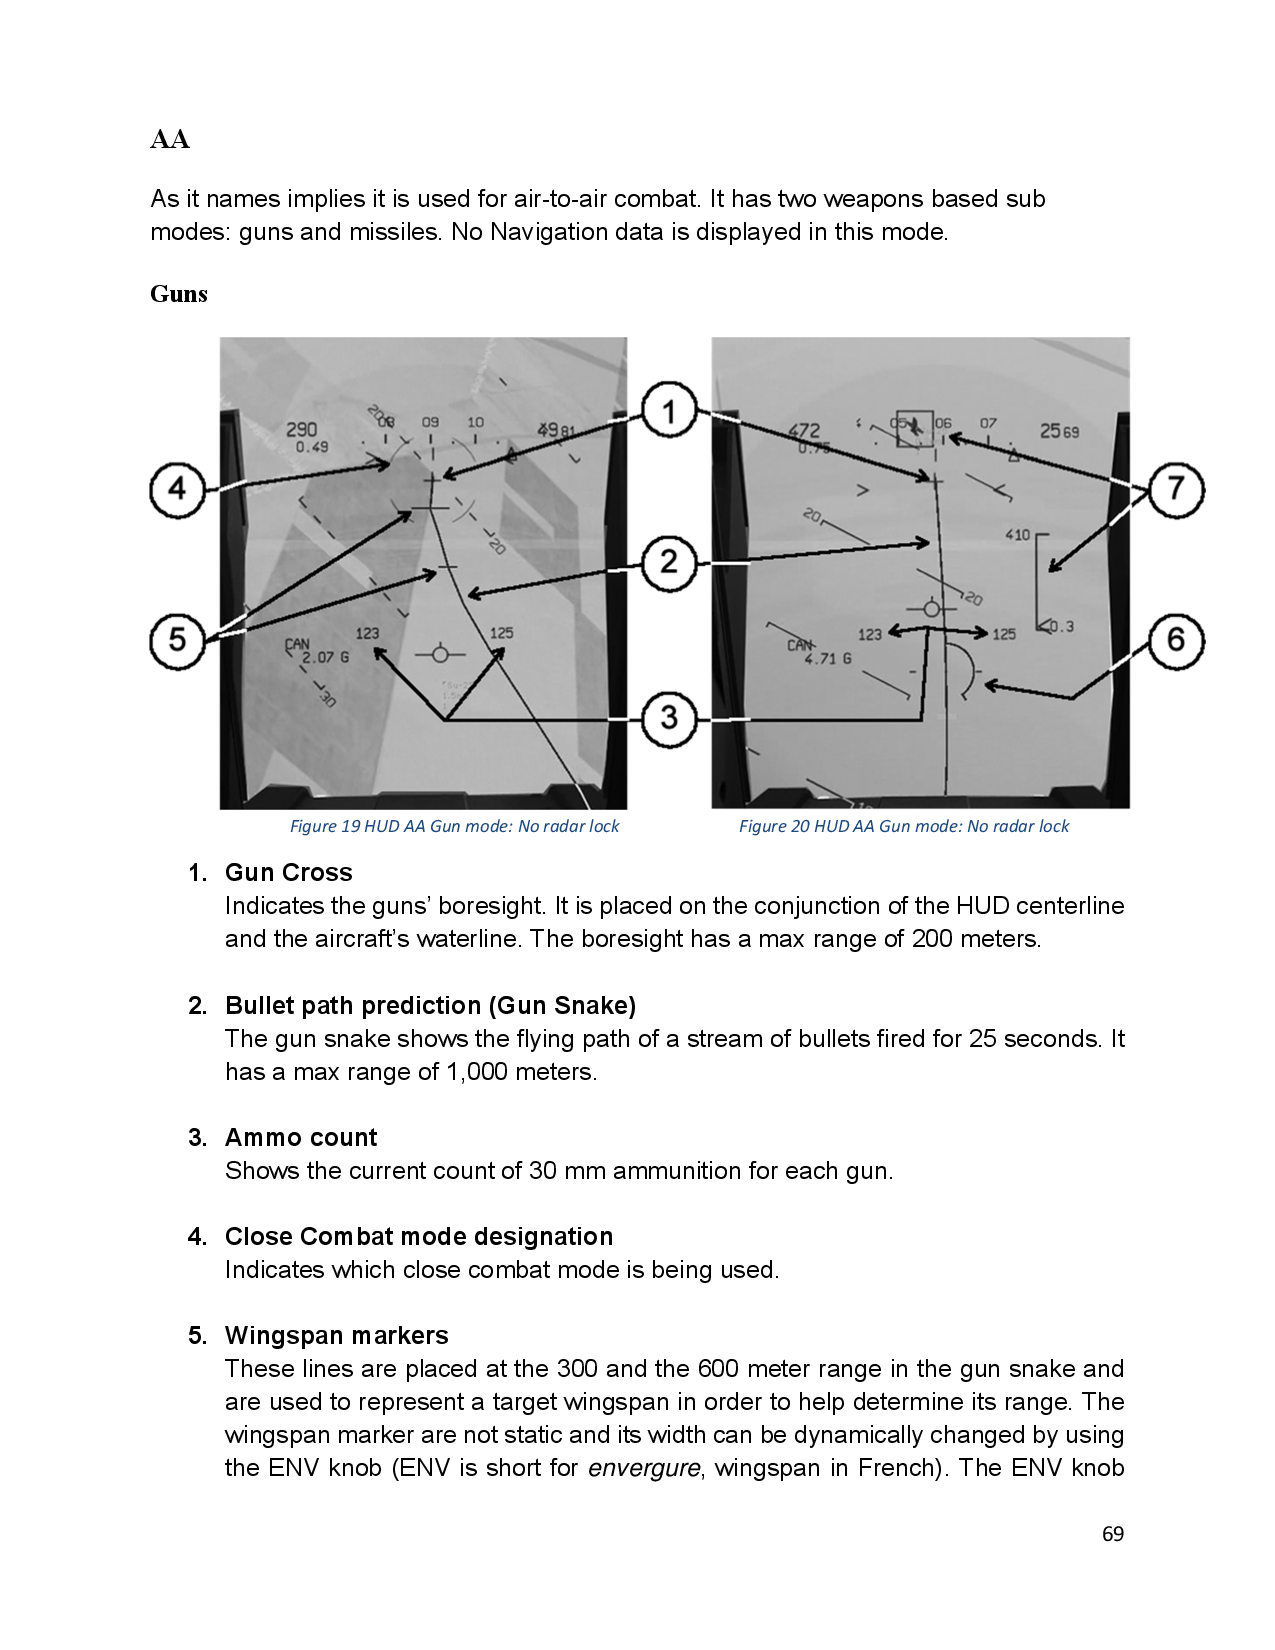 AA
As it names implies it is used for air-to-air combat. It has two weapons based sub
modes: guns and missiles. No Navigation data is displayed in this mode.
Guns
1
2
3
4
5
6
7
20
08 09 10
290
0.49
4981
20
123
125
CAN
2.07 G
30
05 06 07
472
0.75
2569
20
410
20
0.3
123
125
CAN
4.71 G
Figure 19 HUD AA Gun mode: No radar lock
Figure 20 HUD AA Gun mode: No radar lock
1. Gun Cross
Indicates the guns’ boresight. It is placed on the conjunction of the HUD centerline
and the aircraft’s waterline. The boresight has a max range of 200 meters.
2. Bullet path prediction (Gun Snake)
The gun snake shows the flying path of a stream of bullets fired for 25 seconds. It
has a max range of 1,000 meters.
3. Ammo count
Shows the current count of 30 mm ammunition for each gun.
4. Close Combat mode designation
Indicates which close combat mode is being used.
5. Wingspan markers
These lines are placed at the 300 and the 600 meter range in the gun snake and
are used to represent a target wingspan in order to help determine its range. The
wingspan marker are not static and its width can be dynamically changed by using
the ENV knob (ENV is short for envergure, wingspan in French). The ENV knob
69